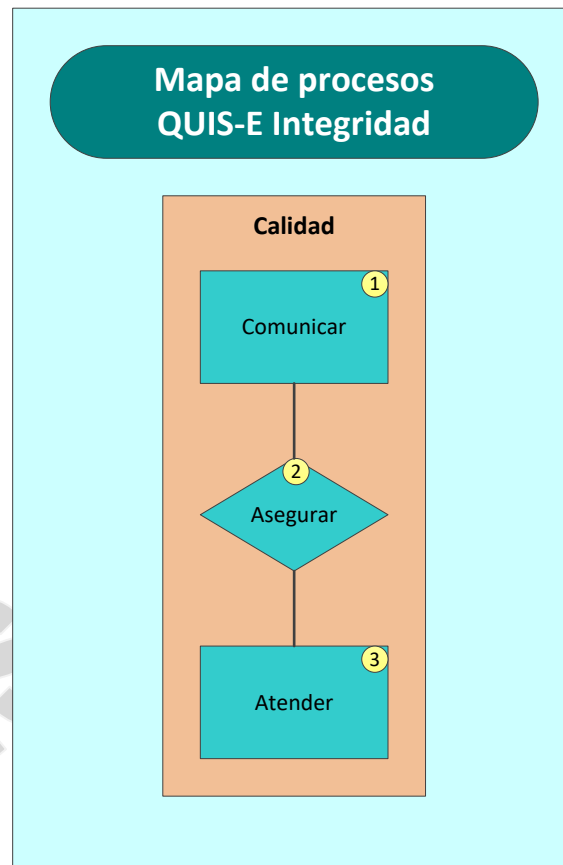 Mapa de procesos
QUIS-E Integridad
Calidad
1
Comunicar
2
Asegurar
3
Atender